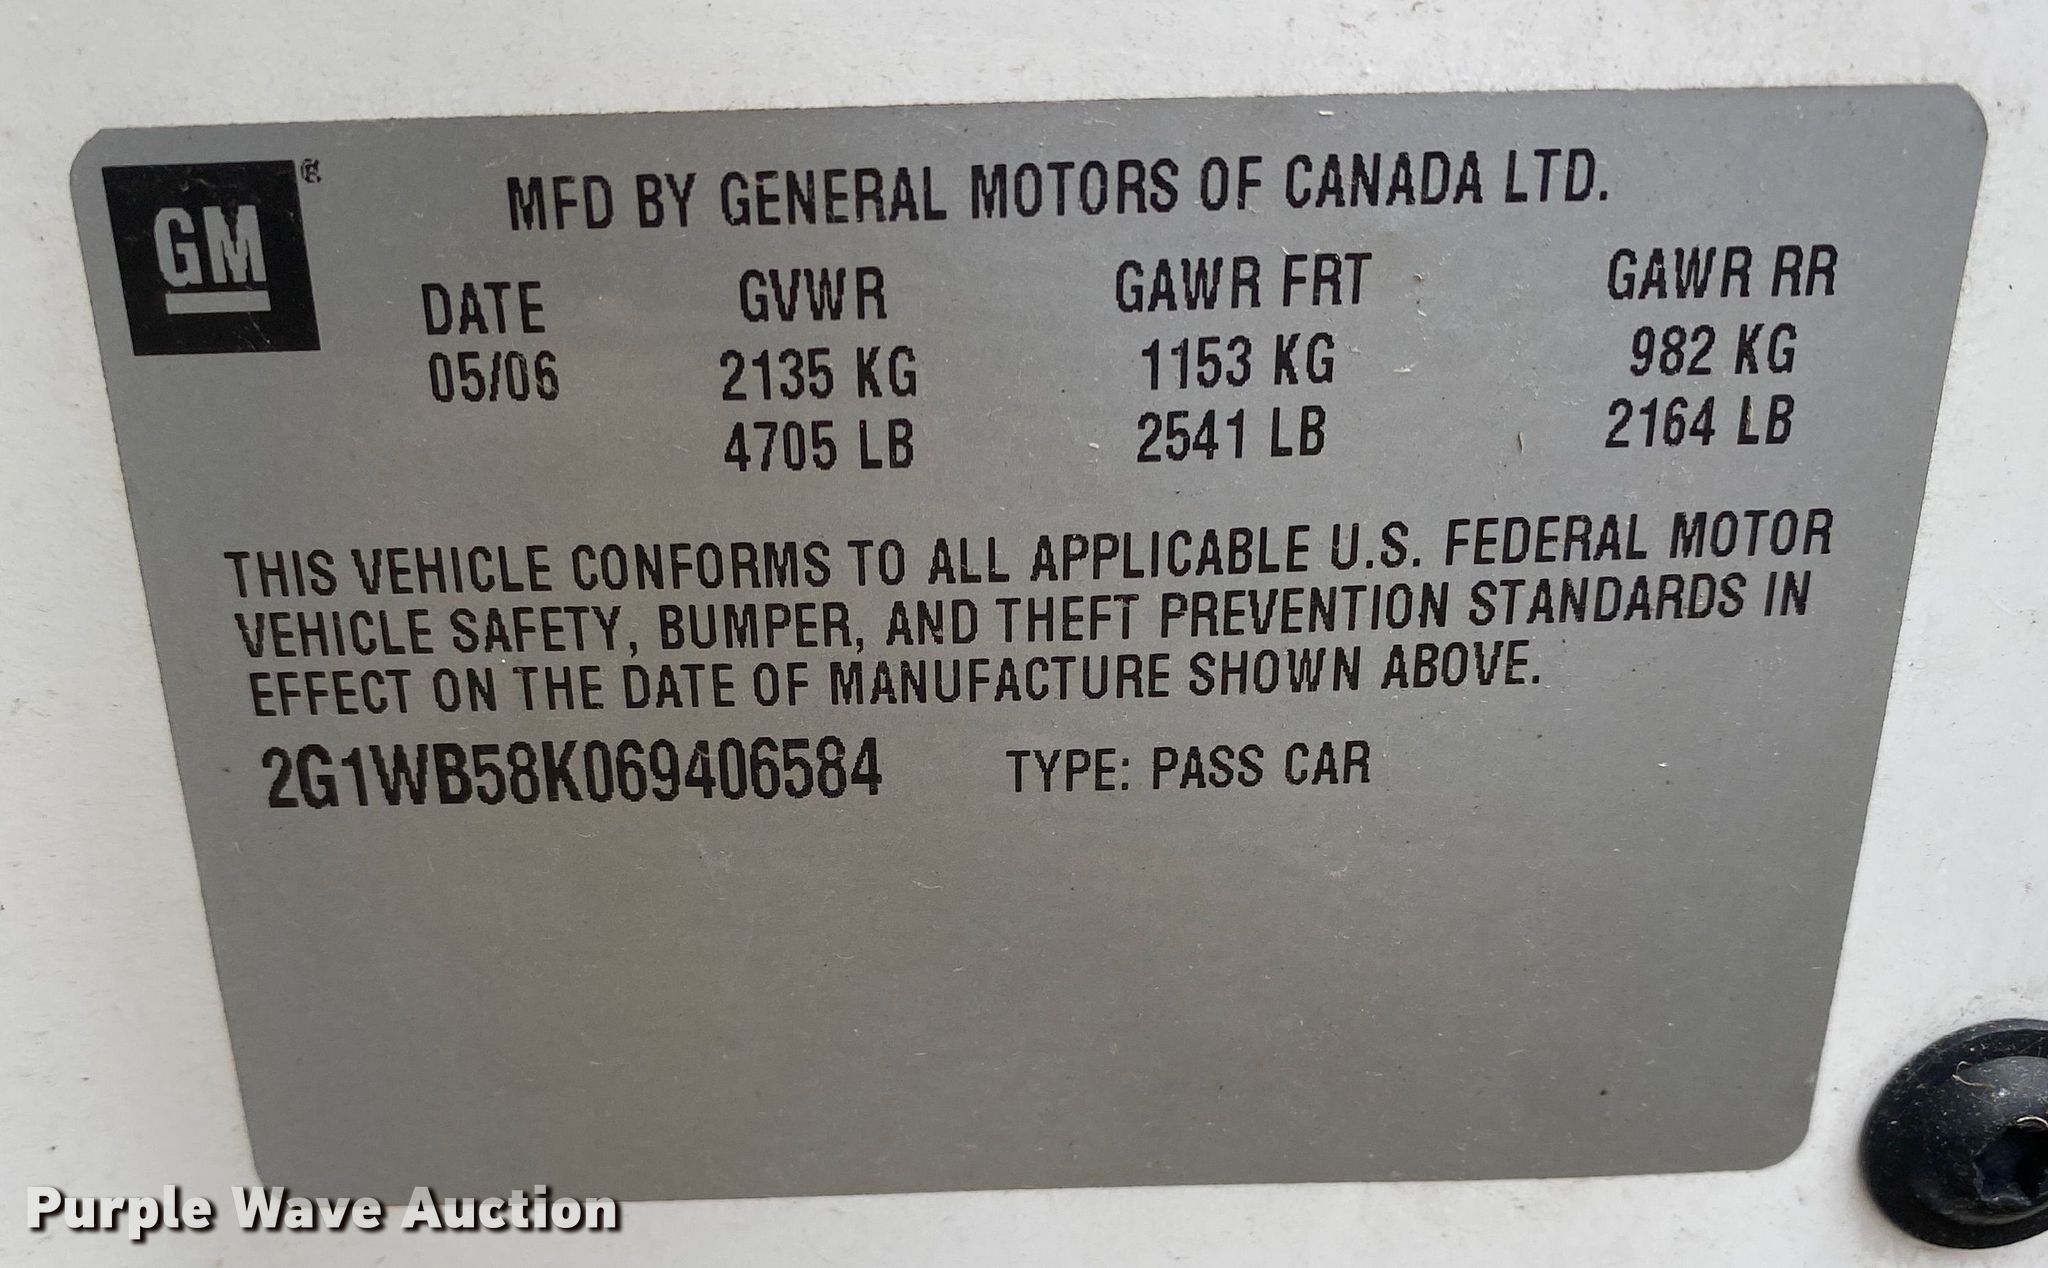 GM ®
MFD BY GENERAL MOTORS OF CANADA LTD.
DATE GVWR GAWR FRT GAWR RR
05/06 2135 KG 1153 KG 982 KG
4705 LB 2541 LB 2164 LB
THIS VEHICLE CONFORMS TO ALL APPLICABLE U.S. FEDERAL MOTOR
VEHICLE SAFETY, BUMPER, AND THEFT PREVENTION STANDARDS IN
EFFECT ON THE DATE OF MANUFACTURE SHOWN ABOVE.
2G1WB58K069406584 TYPE: PASS CAR
Purple Wave Auction